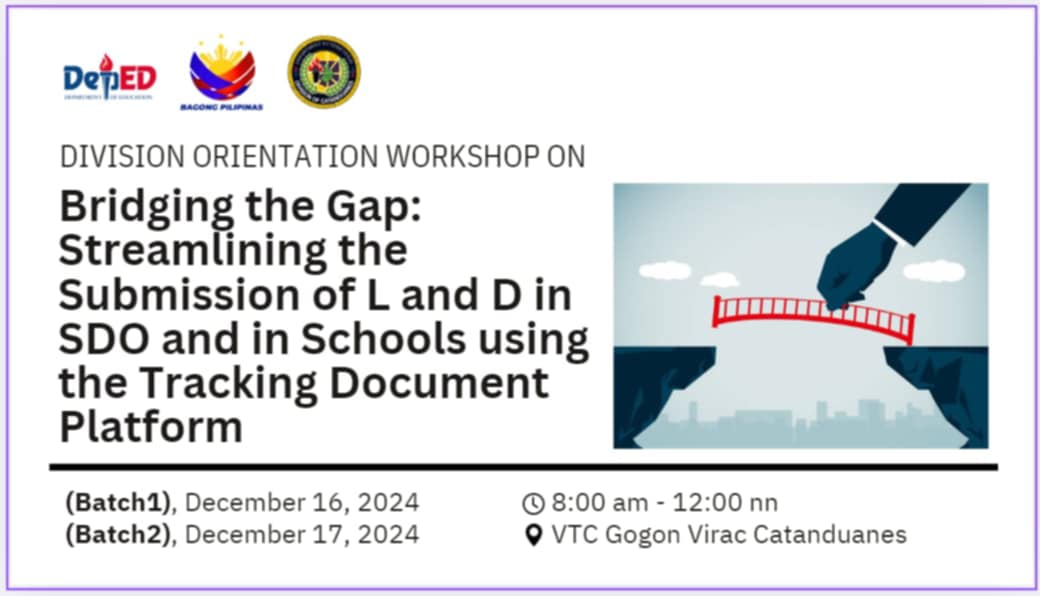 DepED
DEPARTMENT OF EDUCATION
BAGONG PILIPINAS
DIVISION ORIENTATION WORKSHOP ON
Bridging the Gap:
Streamlining the
Submission of L and D in
SDO and in Schools using
the Tracking Document
Platform
(Batch1), December 16, 2024
(Batch2), December 17, 2024
8:00 am - 12:00 nn
VTC Gogon Virac Catanduanes